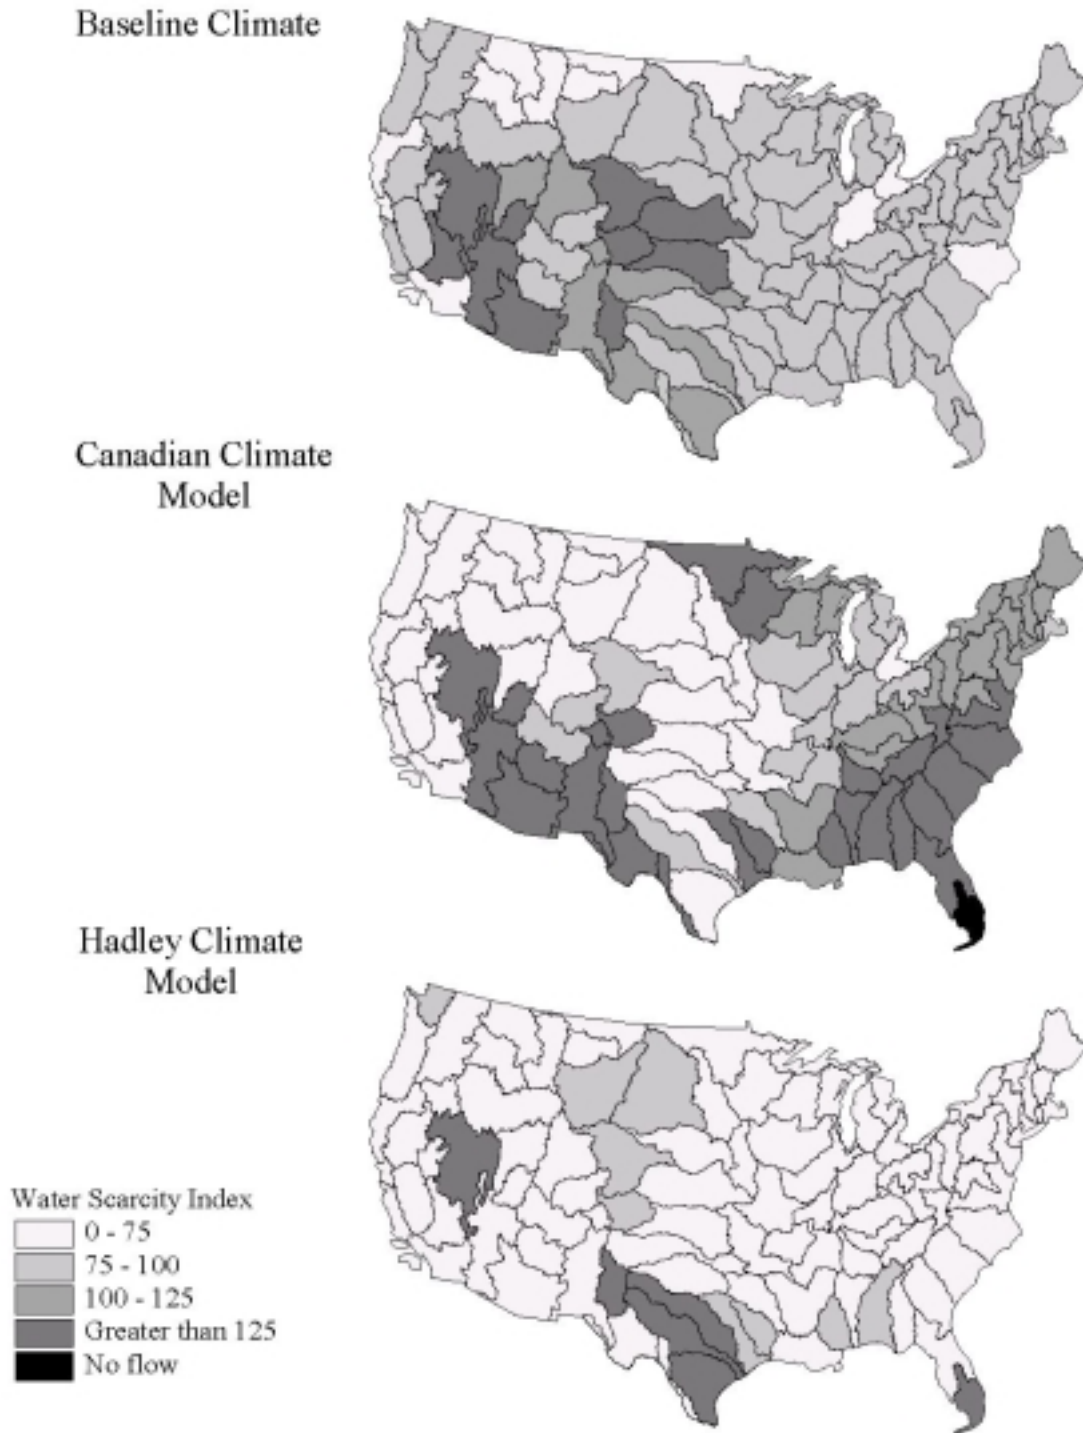 Baseline Climate
Canadian Climate
Model
Hadley Climate
Model
Water Scarcity Index
0 - 75
75 - 100
100 - 125
Greater than 125
No flow